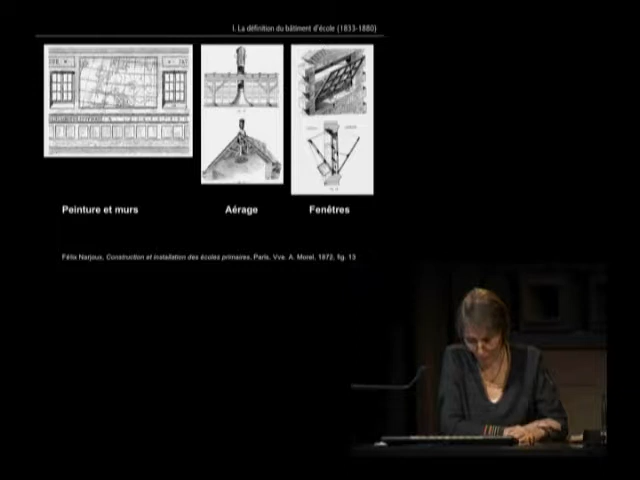 I. La définition du bâtiment d'école (1833-1880)
Peinture et murs
Aérage
Fenêtres
Félix Narjoux, Construction et installation des écoles primaires, Paris, Vve. A. Morel, 1872, fig. 13